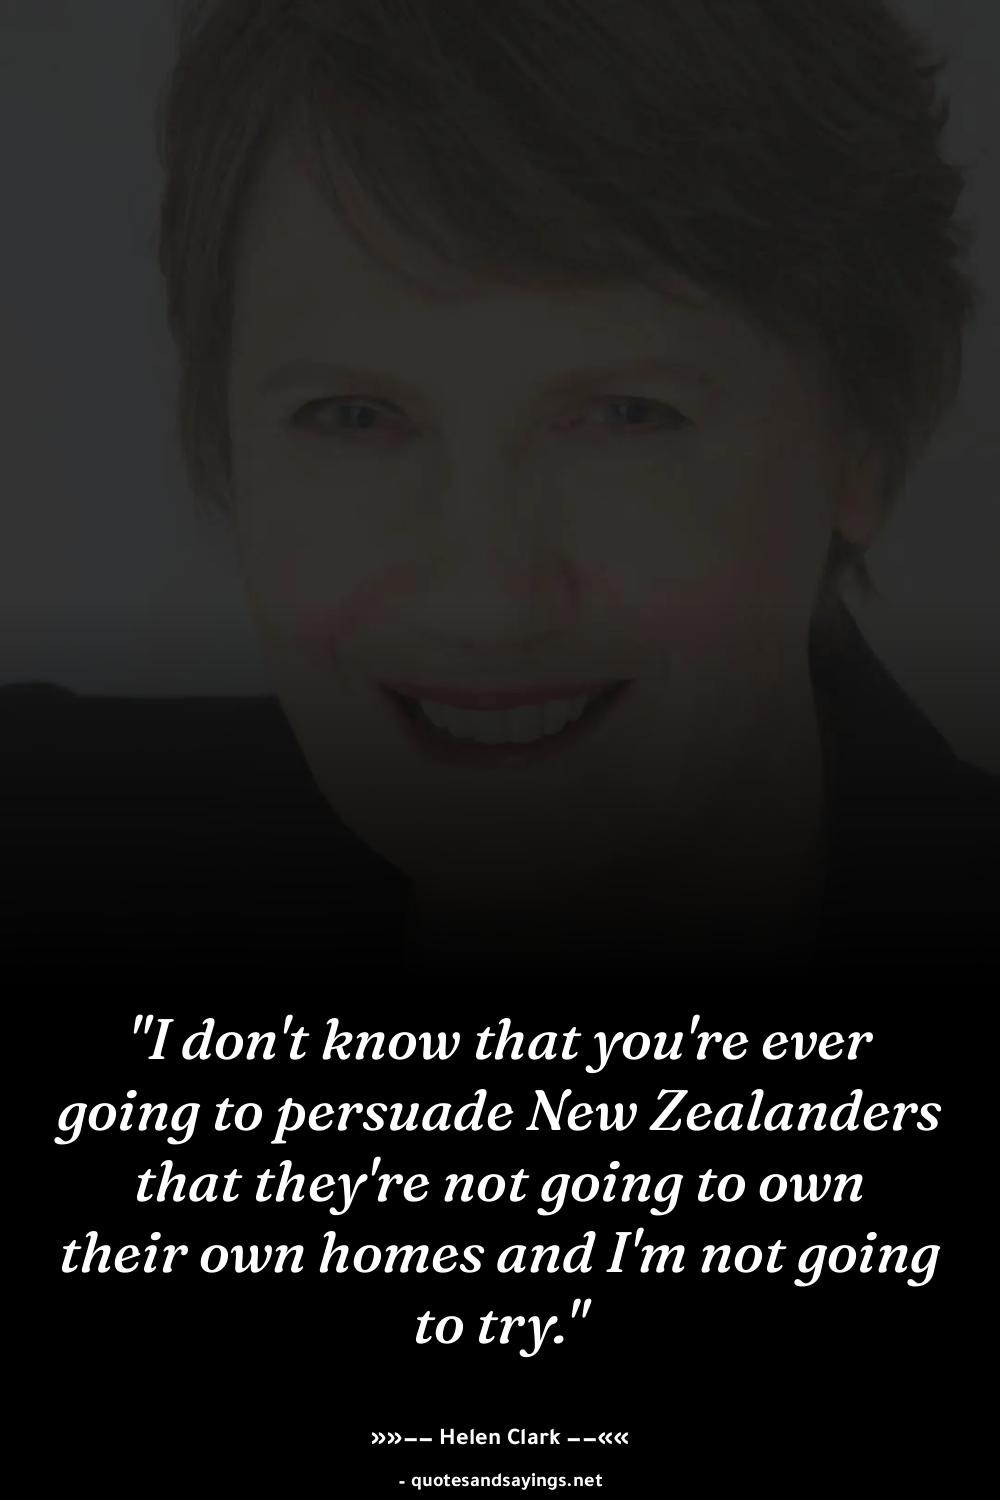 "I don't know that you're ever
going to persuade New Zealanders
that they're not going to own
their own homes and I'm not going
to try."
»»–– Helen Clark ––««
- quotesandsayings.net